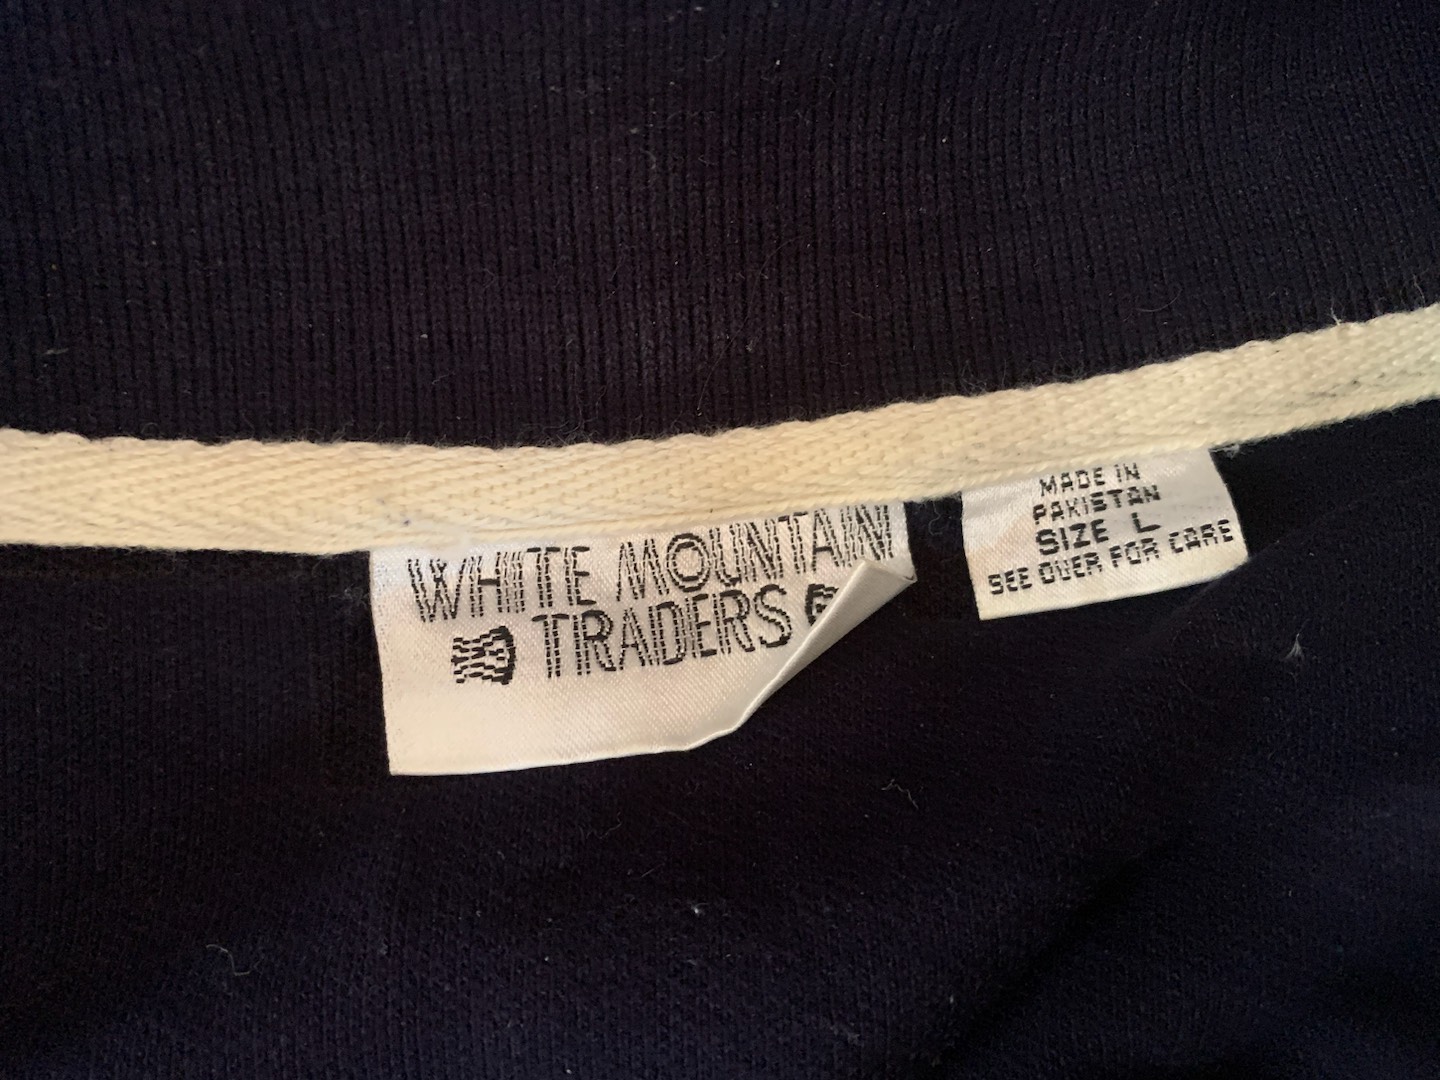 WHITE MOUNTAIN
TRADERS
MADE IN
PAKISTAN
SIZE L
SEE OVER FOR CARE